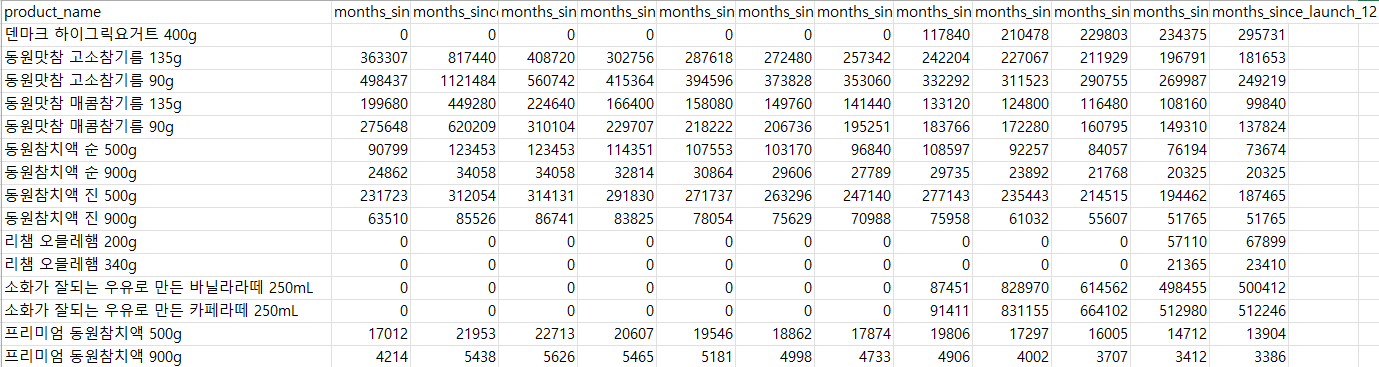 product_name months_sin months_since months_sin months_sin months_sin months_sin months_sin months_sin months_sin months_sin months_sin months_since_launch_12
덴마크 하이그릭요거트 400g 0 0 0 0 0 0 0 117840 210478 229803 234375 295731
동원맛참 고소참기름 135g 363307 817440 408720 302756 287618 272480 257342 242204 227067 211929 196791 181653
동원맛참 고소참기름 90g 498437 1121484 560742 415364 394596 373828 353060 332292 311523 290755 269987 249219
동원맛참 매콤참기름 135g 199680 449280 224640 166400 158080 149760 141440 133120 124800 116480 108160 99840
동원맛참 매콤참기름 90g 275648 620209 310104 229707 218222 206736 195251 183766 172280 160795 149310 137824
동원참치액 순 500g 90799 123453 123453 114351 107553 103170 96840 108597 92257 84057 76194 73674
동원참치액 순 900g 24862 34058 34058 32814 30864 29606 27789 29735 23892 21768 20325 20325
동원참치액 진 500g 231723 312054 314131 291830 271737 263296 247140 277143 235443 214515 194462 187465
동원참치액 진 900g 63510 85526 86741 83825 78054 75629 70988 75958 61032 55607 51765 51765
리챔 오믈레햄 200g 0 0 0 0 0 0 0 0 0 0 57110 67899
리챔 오믈레햄 340g 0 0 0 0 0 0 0 0 0 0 21365 23410
소화가 잘되는 우유로 만든 바닐라라떼 250mL 0 0 0 0 0 0 0 87451 828970 614562 498455 500412
소화가 잘되는 우유로 만든 카페라떼 250mL 0 0 0 0 0 0 0 91411 831155 664102 512980 512246
프리미엄 동원참치액 500g 17012 21953 22713 20607 19546 18862 17874 19806 17297 16005 14712 13904
프리미엄 동원참치액 900g 4214 5438 5626 5465 5181 4998 4733 4906 4002 3707 3412 3386